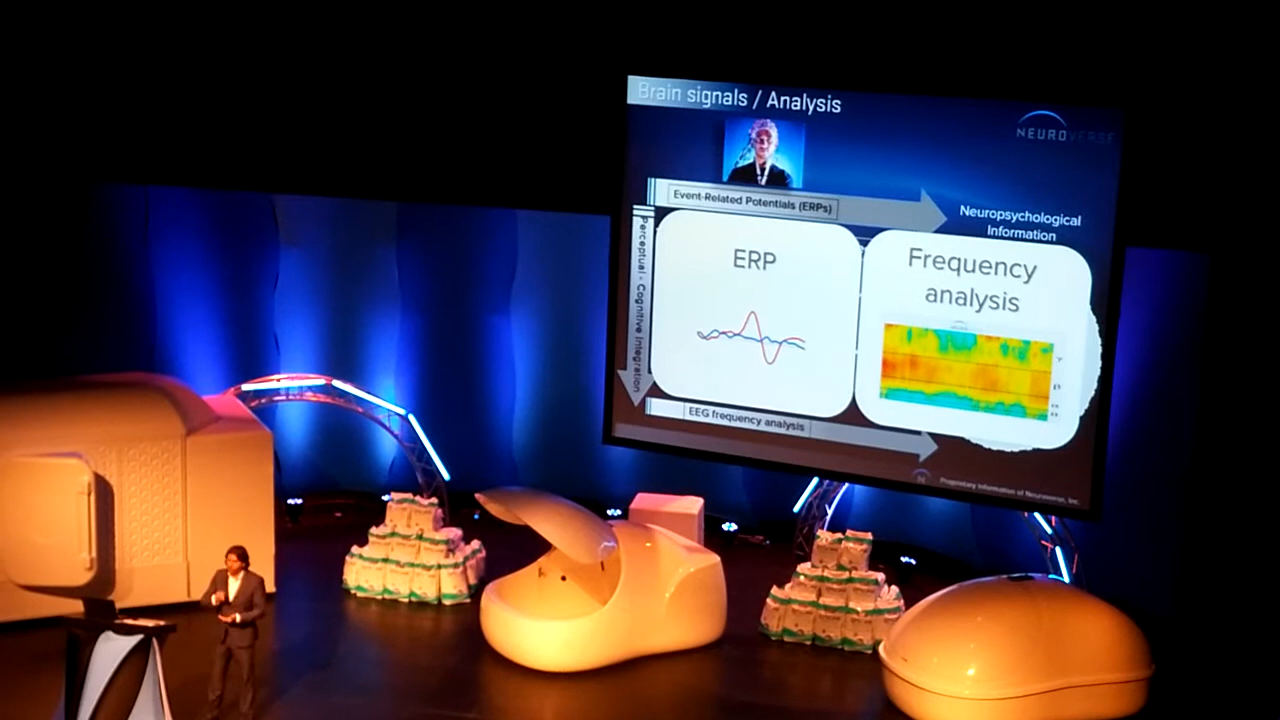 Brain signals / Analysis
NEUROVERSE
Event-Related Potentials (ERPs)
Neuropsychological
Information
Perceptual - Cognitive Integration
ERP
Frequency
analysis
EEG frequency analysis
N
Proprietary Information of Neuroverse, Inc.